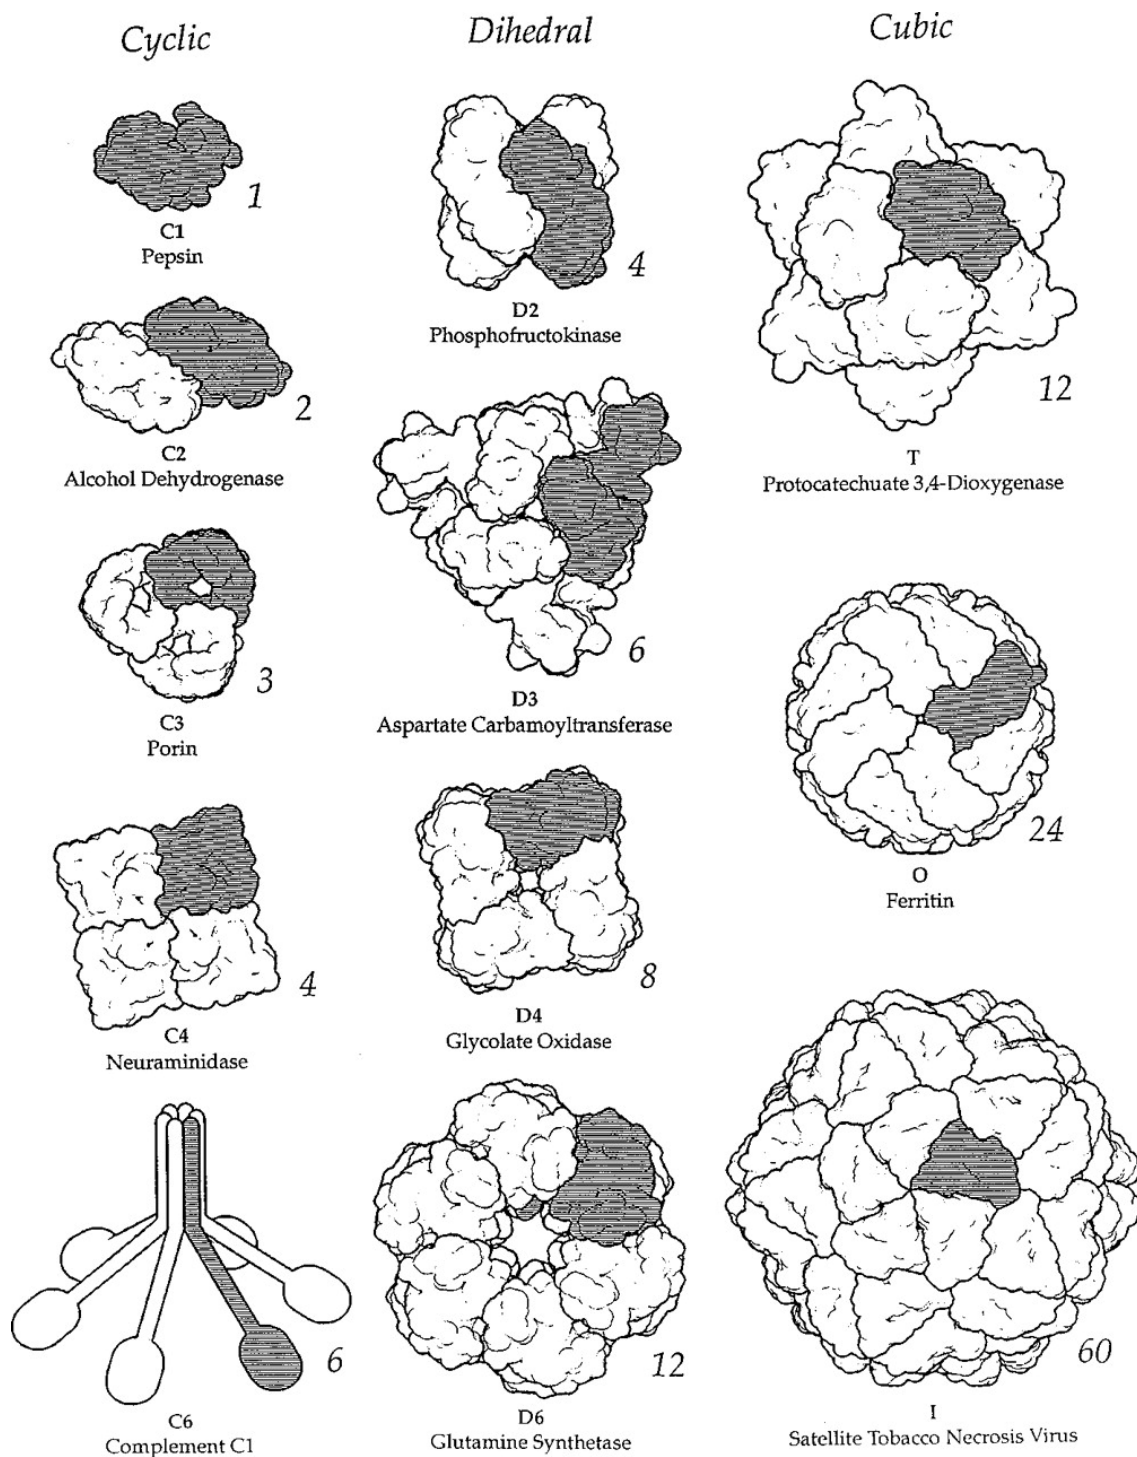 Cyclic
1
C1
Pepsin
2
C2
Alcohol Dehydrogenase
3
C3
Porin
4
C4
Neuraminidase
6
C6
Complement C1
Dihedral
4
D2
Phosphofructokinase
6
D3
Aspartate Carbamoyltransferase
8
D4
Glycolate Oxidase
12
D6
Glutamine Synthetase
Cubic
12
T
Protocatechuate 3,4-Dioxygenase
24
O
Ferritin
60
I
Satellite Tobacco Necrosis Virus